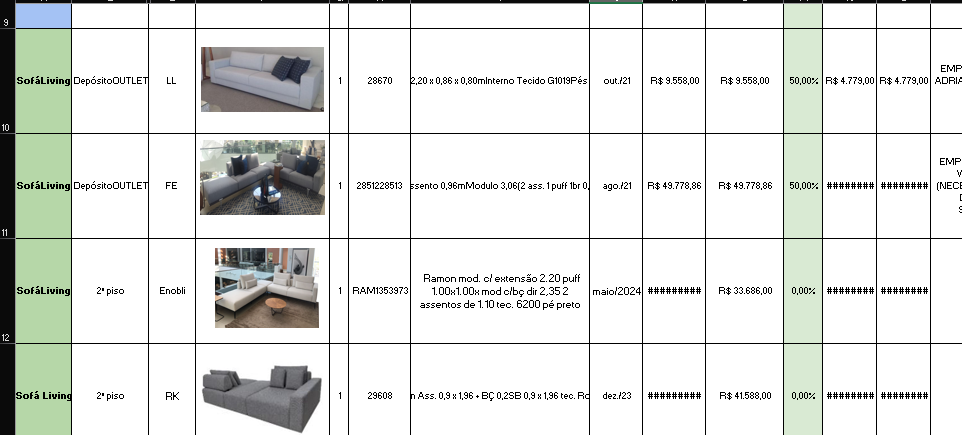 9
SofáLiving DepósitoOUTLET LL 1 28670 2,20 x 0,86 x 0,80mInterno Tecido G1019Pés out./21 R$ 9.558,00 R$ 9.558,00 50,00% R$ 4.779,00 R$ 4.779,00 EMP
ADRIA
10
SofáLiving DepósitoOUTLET FE 1 2851228513 ssento 0,96mModulo 3,06(2 ass. 1 puff 1br 0, ago./21 R$ 49.778,86 R$ 49.778,86 50,00% ######## ######## EMP
(NECE
11
SofáLiving 2º piso Enobli 1 RAM1353973 Ramon mod. c/ extensão 2.20 puff
1.00x1.00x mod c/bç dir 2,35 2
assentos de 1.10 tec. 6200 pé preto
maio/2024 ######### R$ 33.686,00 0,00% ######## ########
12
Sofá Living 2º piso RK 1 29608 n Ass. 0,9 x 1,96 + BÇ 0,2SB 0,9 x 1,96 tec. Ro dez./23 ######### R$ 41.588,00 0,00% ######## ########